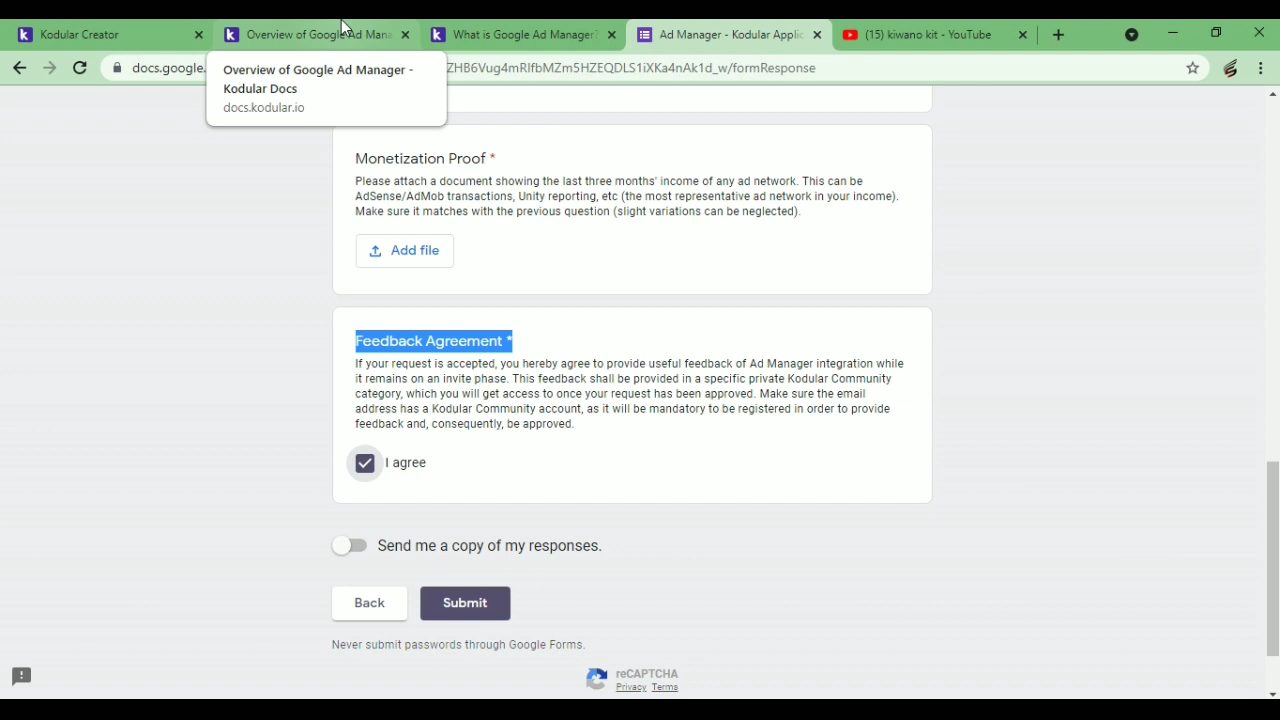 Kodular Creator
Overview of Google Ad Mana
What is Google Ad Manager?
Ad Manager - Kodular Applic
(15) kiwano kit - YouTube
docs.google.
ZHB6Vug4mRIfbMZm5HZEQDLS1iXKa4nAk1d_w/formResponse
Overview of Google Ad Manager -
Kodular Docs
docs.kodular.io
Monetization Proof *
Please attach a document showing the last three months' income of any ad network. This can be
AdSense/AdMob transactions, Unity reporting, etc (the most representative ad network in your income).
Make sure it matches with the previous question (slight variations can be neglected).
Add file
Feedback Agreement *
If your request is accepted, you hereby agree to provide useful feedback of Ad Manager integration while
it remains on an invite phase. This feedback shall be provided in a specific private Kodular Community
category, which you will get access to once your request has been approved. Make sure the email
address has a Kodular Community account, as it will be mandatory to be registered in order to provide
feedback and, consequently, be approved.
I agree
Send me a copy of my responses.
Back
Submit
Never submit passwords through Google Forms.
reCAPTCHA
Privacy Terms